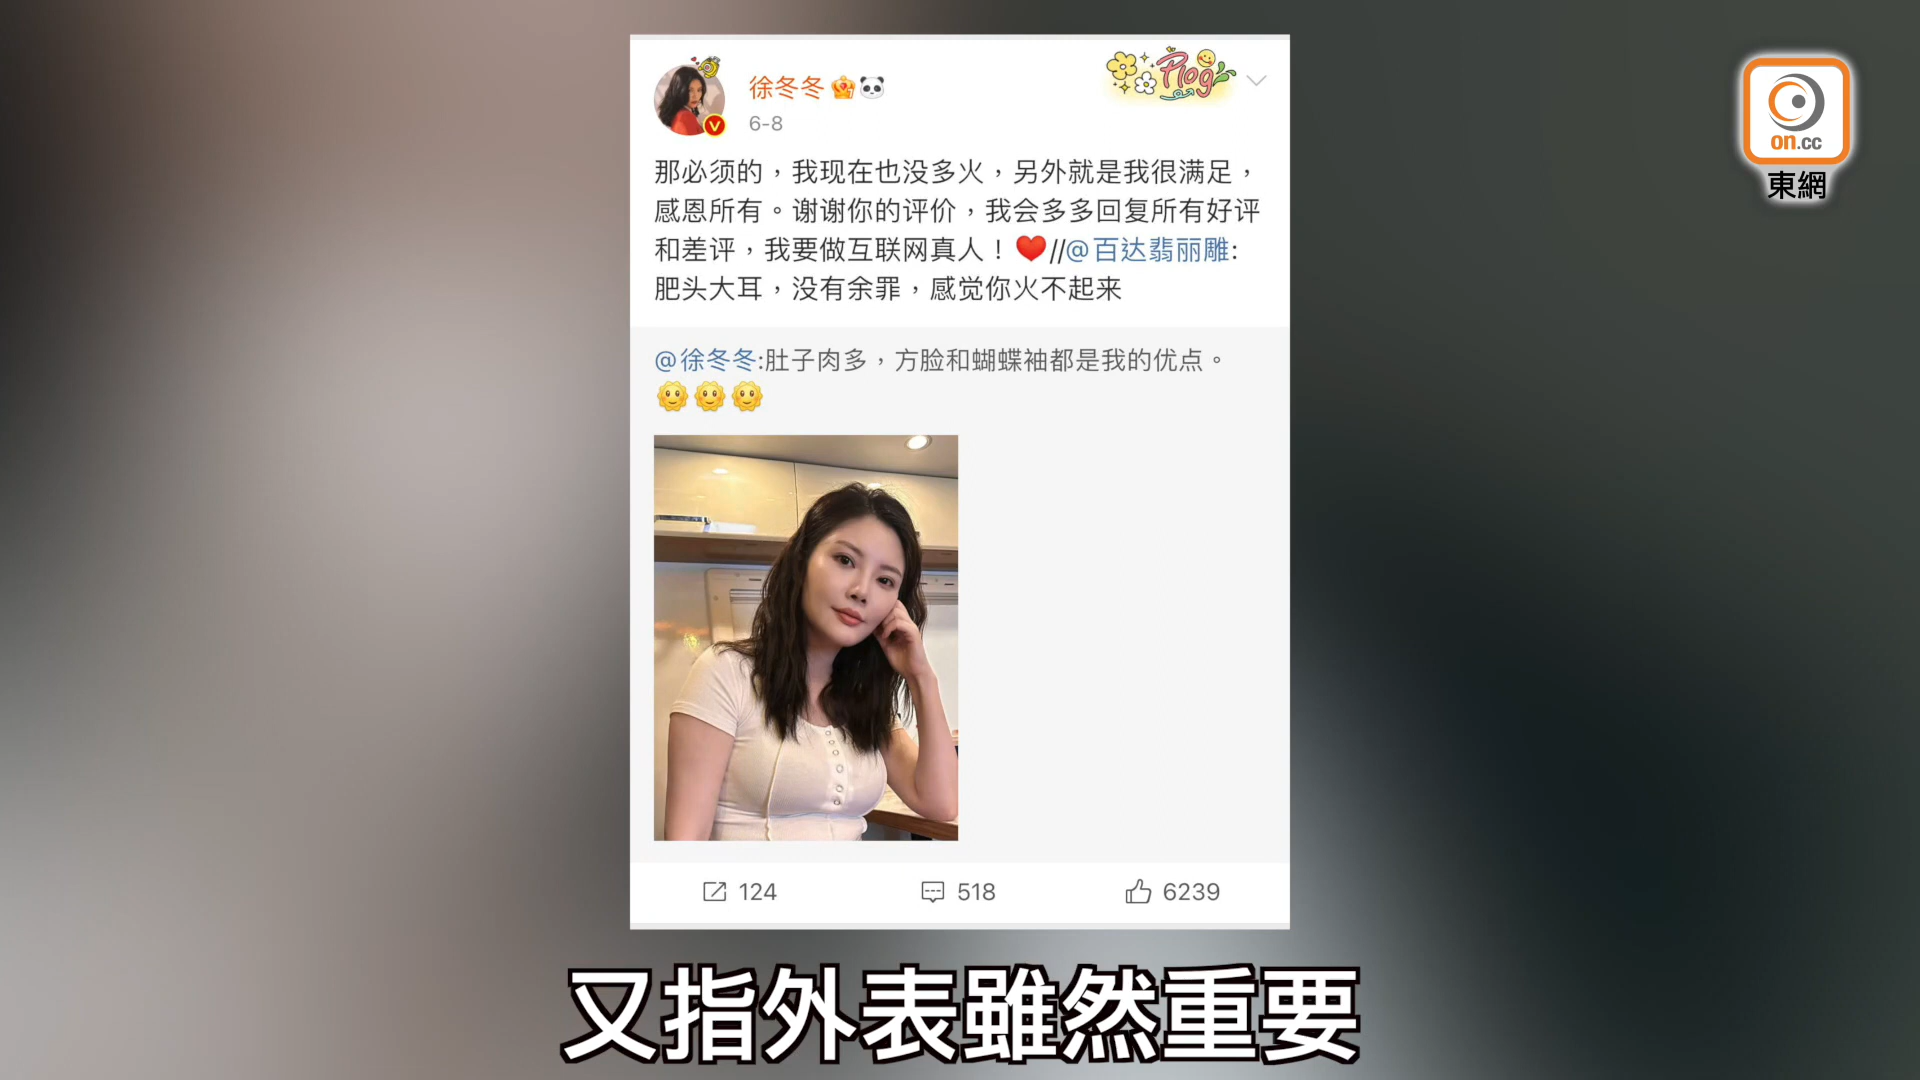 徐冬冬
6-8
Plog
on.cc
東網
那必须的，我现在也没多火，另外就是我很满足，
感恩所有。谢谢你的评价，我会多多回复所有好评
和差评，我要做互联网真人！❤️//@百达翡丽雕:
肥头大耳，没有余罪，感觉你火不起来
@徐冬冬:肚子肉多，方脸和蝴蝶袖都是我的优点。
🌞🌞🌞
124 518 6239
又指外表雖然重要